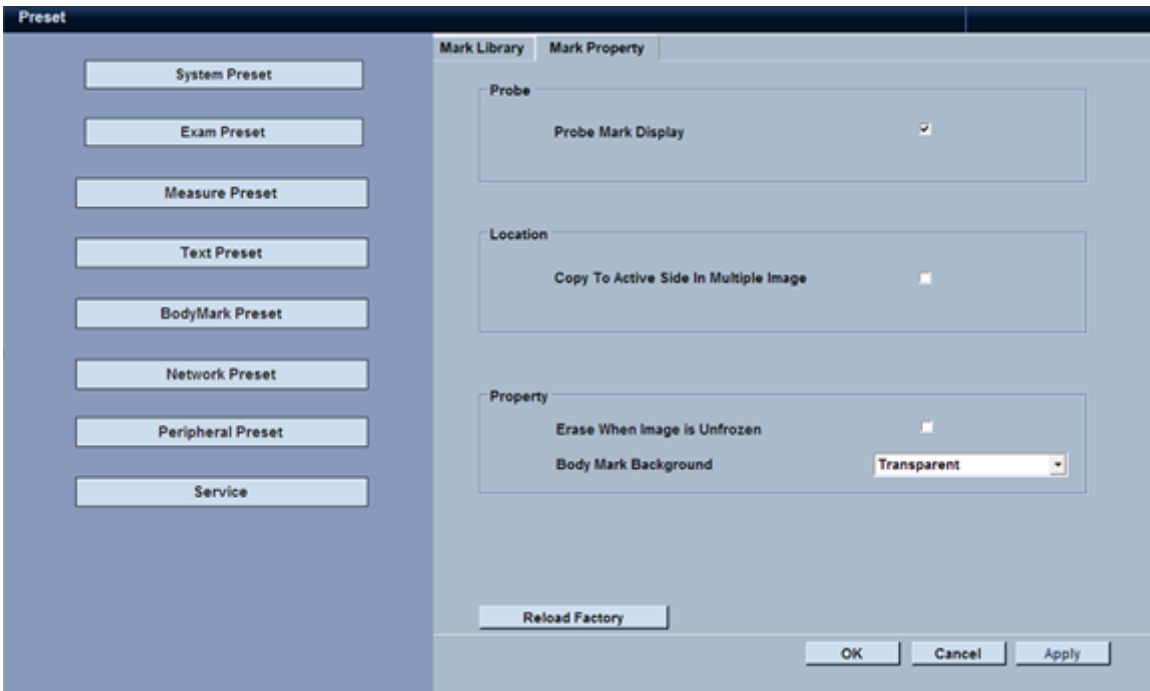 Preset
System Preset
Exam Preset
Measure Preset
Text Preset
BodyMark Preset
Network Preset
Peripheral Preset
Service
Mark Library Mark Property
Probe
Probe Mark Display
Location
Copy To Active Side In Multiple Image
Property
Erase When Image is Unfrozen
Body Mark Background Transparent
Reload Factory
OK Cancel Apply